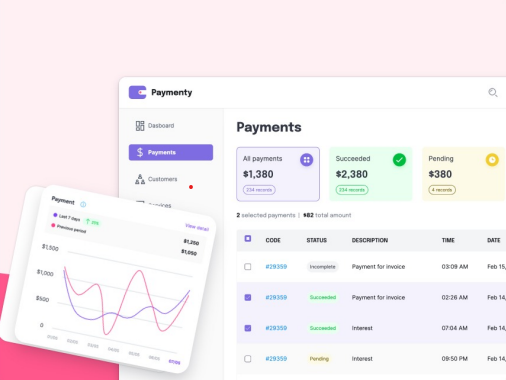 Paymenty
Dasboard
Payments
Customers
Payments
All payments
$1,380
234 records
Succeeded
$2,380
234 records
Pending
$380
4 records
2 selected payments | $82 total amount
CODE STATUS DESCRIPTION TIME DATE
#29359 Incomplete Payment for invoice 03:09 AM Feb 15,
#29359 Succeeded Payment for invoice 02:26 AM Feb 14,
#29359 Succeeded Interest 07:04 AM Feb 14,
#29359 Pending Interest 09:50 PM Feb 14,
Payment
View detail
Last 7 days
$1,250
Previous period
$1,050
$1,500
$1,000
$500
0